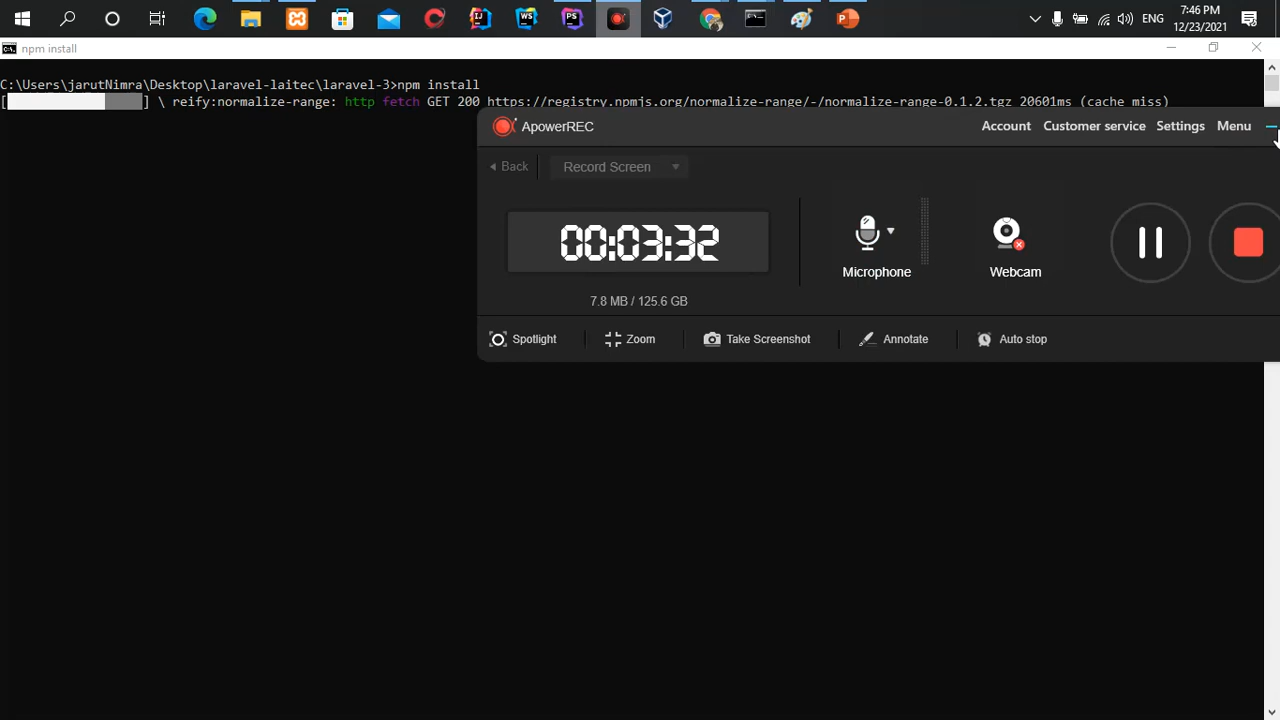 7:46 PM
ENG
12/23/2021
npm install
C:\Users\jarutNimra\Desktop\laravel-laitec\laravel-3>npm install
[ ] \ reify:normalize-range: http fetch GET 200 https://registry.npmjs.org/normalize-range/-/normalize-range-0.1.2.tgz 20601ms (cache miss)
ApowerREC
Account Customer service Settings Menu
Back Record Screen
00:03:32
Microphone Webcam
7.8 MB / 125.6 GB
Spotlight Zoom Take Screenshot Annotate Auto stop